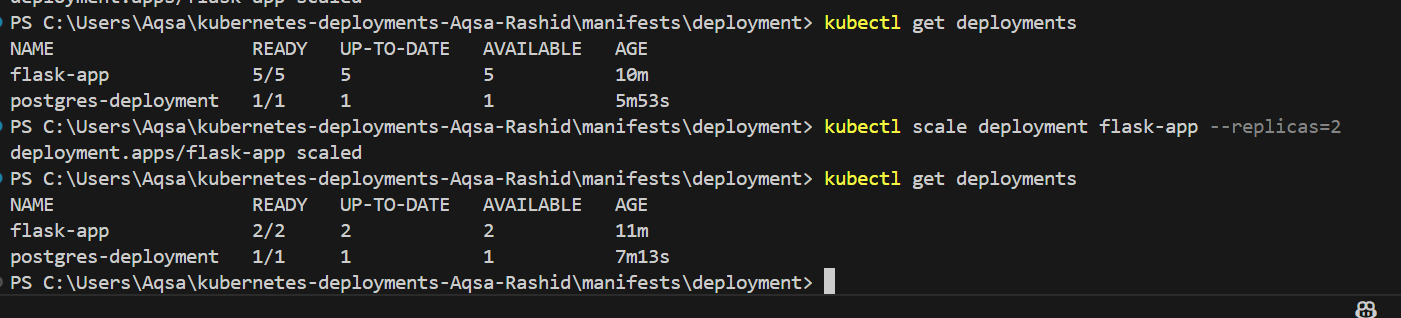 deployment.apps/flask-app scaled
PS C:\Users\Aqsa\kubernetes-deployments-Aqsa-Rashid\manifests\deployment> kubectl get deployments
NAME READY UP-TO-DATE AVAILABLE AGE
flask-app 5/5 5 5 10m
postgres-deployment 1/1 1 1 5m53s
PS C:\Users\Aqsa\kubernetes-deployments-Aqsa-Rashid\manifests\deployment> kubectl scale deployment flask-app --replicas=2
deployment.apps/flask-app scaled
PS C:\Users\Aqsa\kubernetes-deployments-Aqsa-Rashid\manifests\deployment> kubectl get deployments
NAME READY UP-TO-DATE AVAILABLE AGE
flask-app 2/2 2 2 11m
postgres-deployment 1/1 1 1 7m13s
PS C:\Users\Aqsa\kubernetes-deployments-Aqsa-Rashid\manifests\deployment>